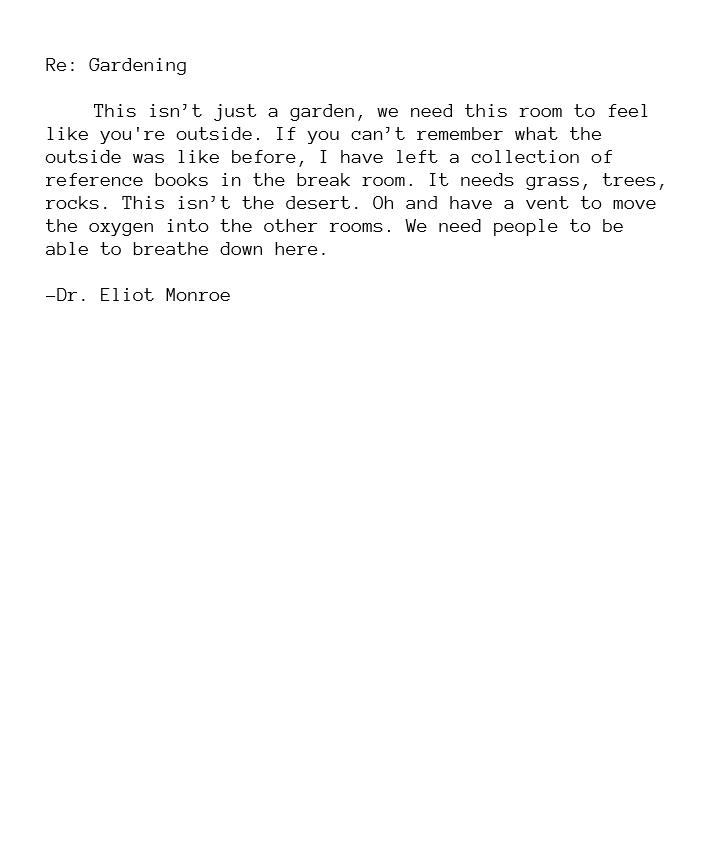 Re: Gardening
This isn’t just a garden, we need this room to feel
like you're outside. If you can’t remember what the
outside was like before, I have left a collection of
reference books in the break room. It needs grass, trees,
rocks. This isn’t the desert. Oh and have a vent to move
the oxygen into the other rooms. We need people to be
able to breathe down here.
–Dr. Eliot Monroe